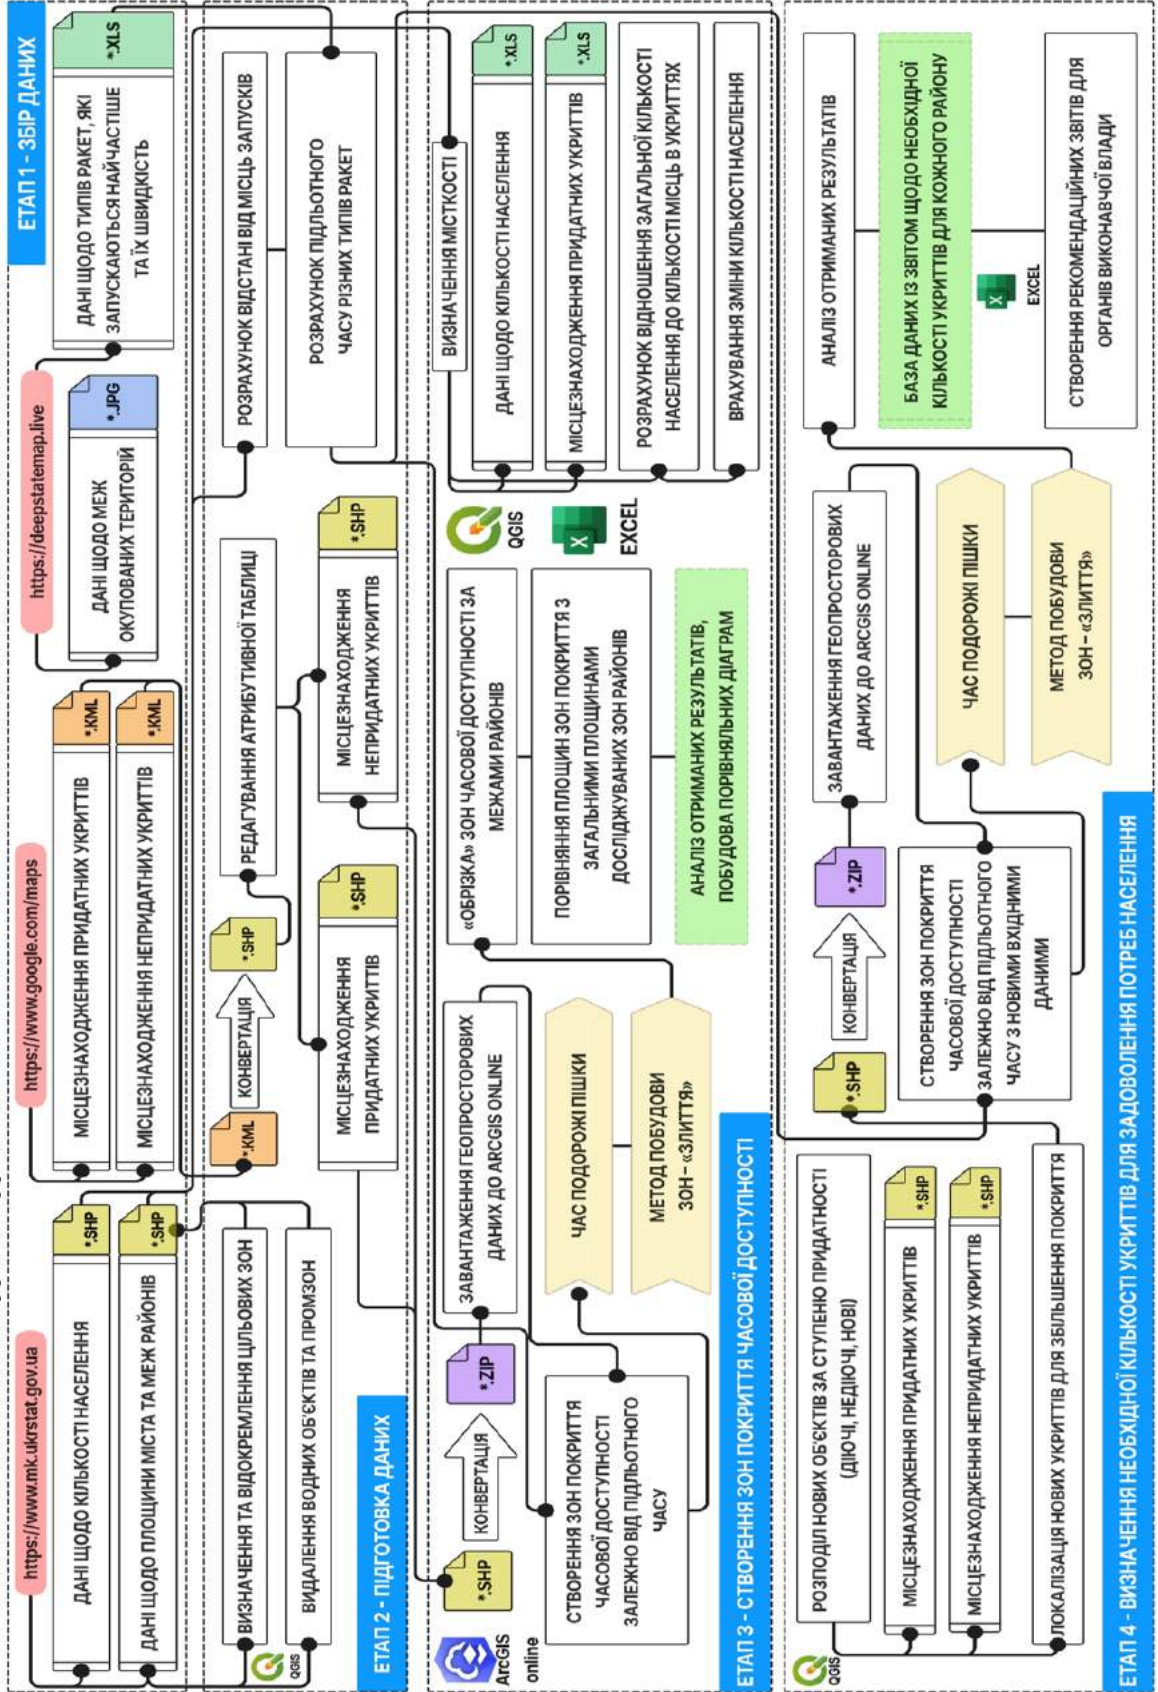 ЕТАП 1 - ЗБІР ДАНИХ
https://www.mk.ukrstat.gov.ua
ДАНІ ЩОДО КІЛЬКОСТІ НАСЕЛЕННЯ
*.SHP
ДАНІ ЩОДО ПЛОЩИНИ МІСТА ТА МЕЖ РАЙОНІВ
*.SHP
https://www.google.com/maps
МІСЦЕЗНАХОДЖЕННЯ ПРИДАТНИХ УКРИТТІВ
*.KML
МІСЦЕЗНАХОДЖЕННЯ НЕПРИДАТНИХ УКРИТТІВ
*.KML
https://deepstatemap.live
ДАНІ ЩОДО МЕЖ
ОКУПОВАНИХ ТЕРИТОРІЙ
*.JPG
ДАНІ ЩОДО ТИПІВ РАКЕТ, ЯКІ
ЗАПУСКАЮТЬСЯ НАЙЧАСТІШЕ
ТА ЇХ ШВИДКІСТЬ
*.XLS
ВИЗНАЧЕННЯ ТА ВІДОКРЕМЛЕННЯ ЦІЛЬОВИХ ЗОН
ВИДАЛЕННЯ ВОДНИХ ОБ'ЄКТІВ ТА ПРОМЗОН
QGIS
ЕТАП 2 - ПІДГОТОВКА ДАНИХ
*.KML
КОНВЕРТАЦІЯ
*.SHP
РЕДАГУВАННЯ АТРИБУТИВНОЇ ТАБЛИЦІ
МІСЦЕЗНАХОДЖЕННЯ
ПРИДАТНИХ УКРИТТІВ
*.SHP
МІСЦЕЗНАХОДЖЕННЯ
НЕПРИДАТНИХ УКРИТТІВ
*.SHP
РОЗРАХУНОК ВІДСТАНІ ВІД МІСЦЬ ЗАПУСКІВ
РОЗРАХУНОК ПІДЛЬОТНОГО
ЧАСУ РІЗНИХ ТИПІВ РАКЕТ
ArcGIS
online
*.SHP
КОНВЕРТАЦІЯ
*.ZIP
ЗАВАНТАЖЕННЯ ГЕОПРОСТОРОВИХ
ДАНИХ ДО ARCGIS ONLINE
СТВОРЕННЯ ЗОН ПОКРИТТЯ
ЧАСОВОЇ ДОСТУПНОСТІ
ЗАЛЕЖНО ВІД ПІДЛЬОТНОГО
ЧАСУ
ЧАС ПОДОРОЖІ ПІШКИ
МЕТОД ПОБУДОВИ
ЗОН – «ЗЛИТТЯ»
«ОБРІЗКА» ЗОН ЧАСОВОЇ ДОСТУПНОСТІ ЗА
МЕЖАМИ РАЙОНІВ
ПОРІВНЯННЯ ПЛОЩИН ЗОН ПОКРИТТЯ З
ЗАГАЛЬНИМИ ПЛОЩИНАМИ
ДОСЛІДЖУВАНИХ ЗОН РАЙОНІВ
АНАЛІЗ ОТРИМАНИХ РЕЗУЛЬТАТІВ,
ПОБУДОВА ПОРІВНЯЛЬНИХ ДІАГРАМ
QGIS
EXCEL
ВИЗНАЧЕННЯ МІСТКОСТІ
ДАНІ ЩОДО КІЛЬКОСТІ НАСЕЛЕННЯ
*.XLS
МІСЦЕЗНАХОДЖЕННЯ ПРИДАТНИХ УКРИТТІВ
*.XLS
РОЗРАХУНОК ВІДНОШЕННЯ ЗАГАЛЬНОЇ КІЛЬКОСТІ
НАСЕЛЕННЯ ДО КІЛЬКОСТІ МІСЦЬ В УКРИТТЯХ
ВРАХУВАННЯ ЗМІНИ КІЛЬКОСТІ НАСЕЛЕННЯ
ЕТАП 3 - СТВОРЕННЯ ЗОН ПОКРИТТЯ ЧАСОВОЇ ДОСТУПНОСТІ
QGIS
РОЗПОДІЛ НОВИХ ОБ'ЄКТІВ ЗА СТУПЕНЮ ПРИДАТНОСТІ
(ДІЮЧІ, НЕДІЮЧІ, НОВІ)
МІСЦЕЗНАХОДЖЕННЯ ПРИДАТНИХ УКРИТТІВ
*.SHP
МІСЦЕЗНАХОДЖЕННЯ НЕПРИДАТНИХ УКРИТТІВ
*.SHP
ЛОКАЛІЗАЦІЯ НОВИХ УКРИТТІВ ДЛЯ ЗБІЛЬШЕННЯ ПОКРИТТЯ
*.SHP
КОНВЕРТАЦІЯ
*.ZIP
ЗАВАНТАЖЕННЯ ГЕОПРОСТОРОВИХ
ДАНИХ ДО ARCGIS ONLINE
СТВОРЕННЯ ЗОН ПОКРИТТЯ
ЧАСОВОЇ ДОСТУПНОСТІ
ЗАЛЕЖНО ВІД ПІДЛЬОТНОГО
ЧАСУ З НОВИМИ ВХІДНИМИ
ДАНИМИ
ЧАС ПОДОРОЖІ ПІШКИ
МЕТОД ПОБУДОВИ
ЗОН – «ЗЛИТТЯ»
АНАЛІЗ ОТРИМАНИХ РЕЗУЛЬТАТІВ
БАЗА ДАНИХ ІЗ ЗВІТОМ ЩОДО НЕОБХІДНОЇ
КІЛЬКОСТІ УКРИТТІВ ДЛЯ КОЖНОГО РАЙОНУ
EXCEL
СТВОРЕННЯ РЕКОМЕНДАЦІЙНИХ ЗВІТІВ ДЛЯ
ОРГАНІВ ВИКОНАВЧОЇ ВЛАДИ
ЕТАП 4 - ВИЗНАЧЕННЯ НЕОБХІДНОЇ КІЛЬКОСТІ УКРИТТІВ ДЛЯ ЗАДОВОЛЕННЯ ПОТРЕБ НАСЕЛЕННЯ